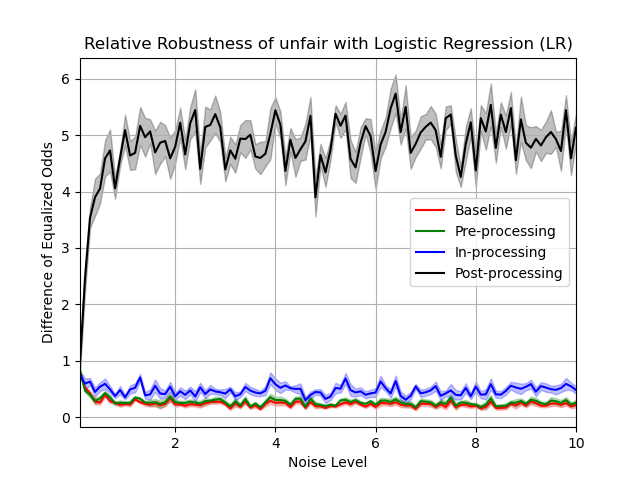 Relative Robustness of unfair with Logistic Regression (LR)
Difference of Equalized Odds
6
5
4
3
2
1
0
Baseline
Pre-processing
In-processing
Post-processing
2 4 6 8 10
Noise Level